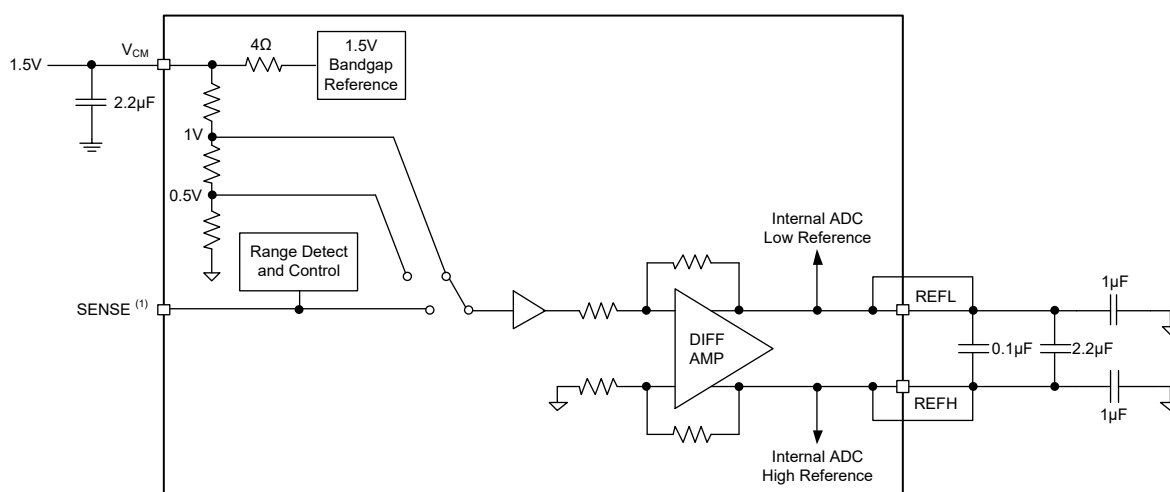 V_CM
4Ω
1.5V
Bandgap
Reference
1.5V
2.2µF
1V
0.5V
Range Detect
and Control
SENSE (1)
Internal ADC
Low Reference
DIFF
AMP
REFL
1µF
0.1µF
2.2µF
REFH
1µF
Internal ADC
High Reference